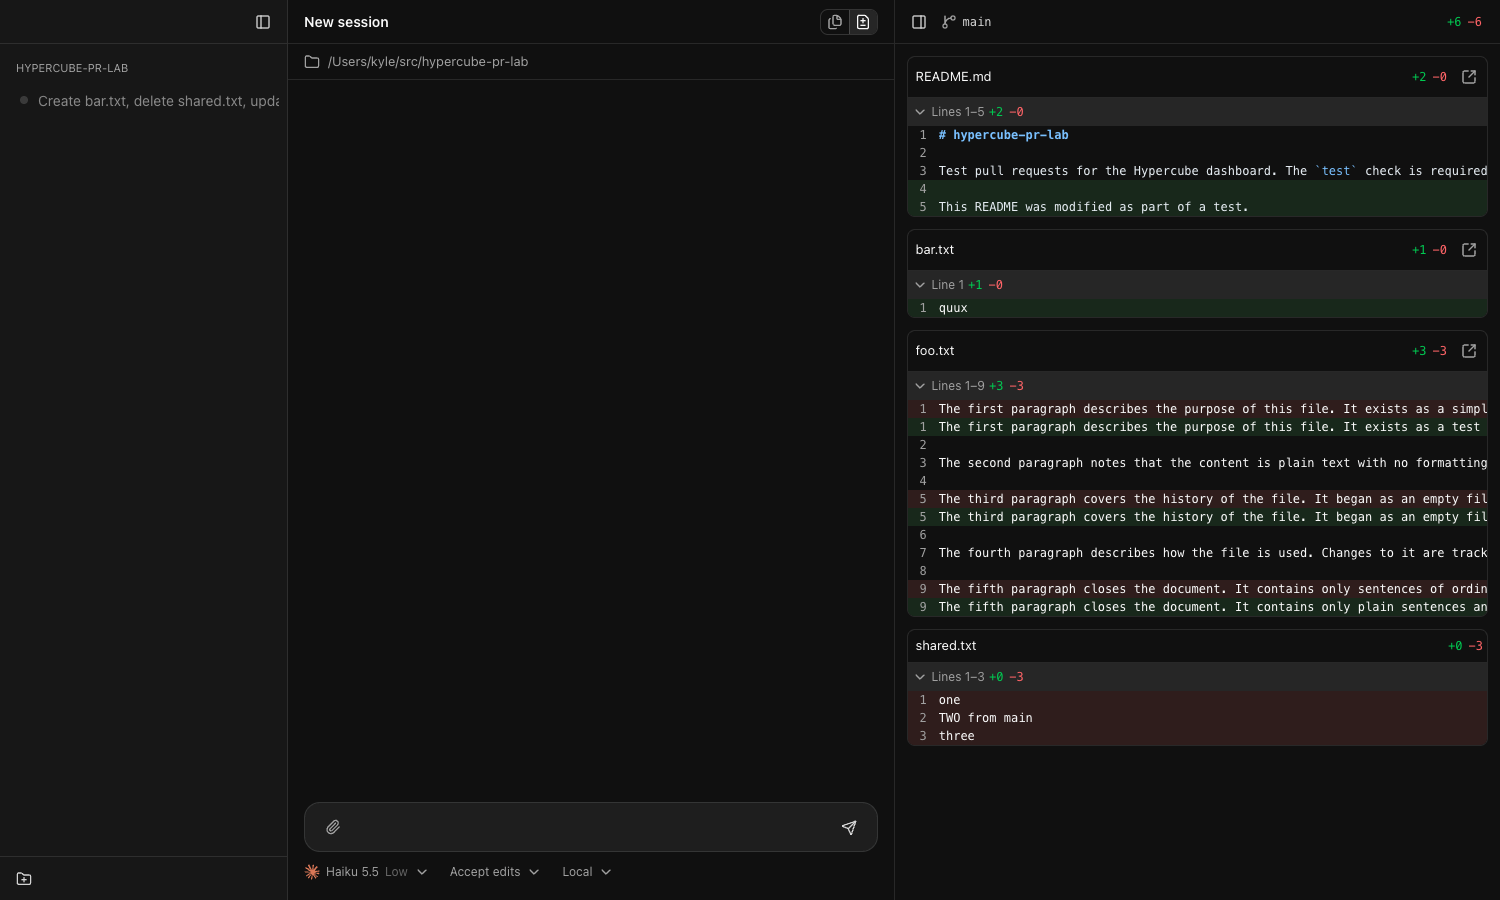 HYPERCUBE-PR-LAB
Create bar.txt, delete shared.txt, upda
New session
/Users/kyle/src/hypercube-pr-lab
Haiku 5.5 Low
Accept edits
Local
main
+6 −6
README.md
+2 −0
Lines 1–5 +2 −0
1 # hypercube-pr-lab
2
3 Test pull requests for the Hypercube dashboard. The `test` check is required
4
5 This README was modified as part of a test.
bar.txt
+1 −0
Line 1 +1 −0
1 quux
foo.txt
+3 −3
Lines 1–9 +3 −3
1 The first paragraph describes the purpose of this file. It exists as a simpl
1 The first paragraph describes the purpose of this file. It exists as a test
2
3 The second paragraph notes that the content is plain text with no formatting
4
5 The third paragraph covers the history of the file. It began as an empty fil
5 The third paragraph covers the history of the file. It began as an empty fil
6
7 The fourth paragraph describes how the file is used. Changes to it are track
8
9 The fifth paragraph closes the document. It contains only sentences of ordin
9 The fifth paragraph closes the document. It contains only plain sentences an
shared.txt
+0 −3
Lines 1–3 +0 −3
1 one
2 TWO from main
3 three